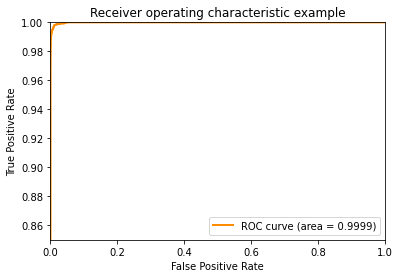 Receiver operating characteristic example
1.00
0.98
0.96
0.94
0.92
0.90
0.88
0.86
True Positive Rate
ROC curve (area = 0.9999)
0.0 0.2 0.4 0.6 0.8 1.0
False Positive Rate